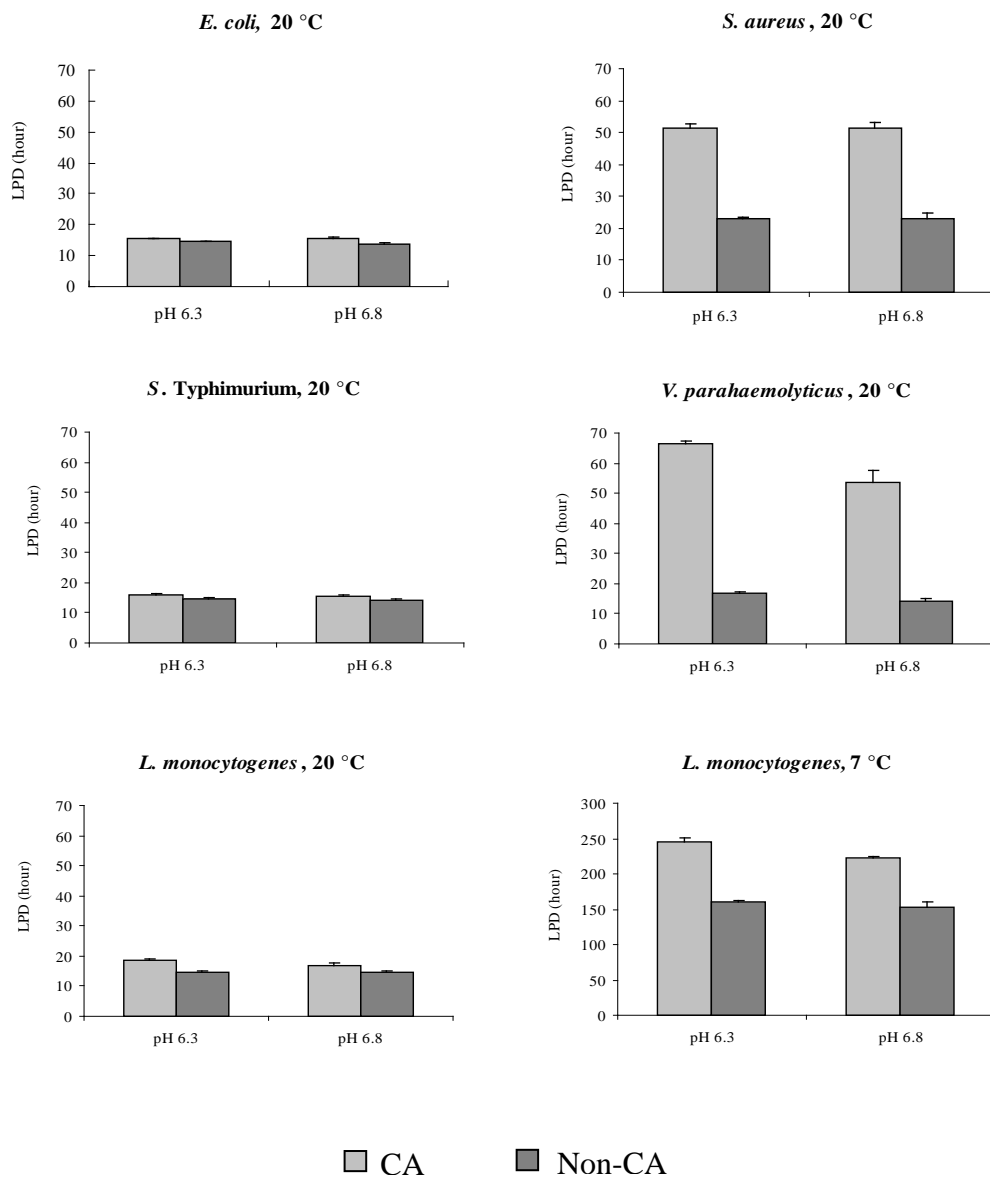 E. coli, 20 °C
70
60
50
40
30
20
10
0
LPD (hour)
pH 6.3 pH 6.8
S. aureus, 20 °C
70
60
50
40
30
20
10
0
LPD (hour)
pH 6.3 pH 6.8
S. Typhimurium, 20 °C
70
60
50
40
30
20
10
0
LPD (hour)
pH 6.3 pH 6.8
V. parahaemolyticus, 20 °C
70
60
50
40
30
20
10
0
LPD (hour)
pH 6.3 pH 6.8
L. monocytogenes, 20 °C
70
60
50
40
30
20
10
0
LPD (hour)
pH 6.3 pH 6.8
L. monocytogenes, 7 °C
300
250
200
150
100
50
0
LPD (hour)
pH 6.3 pH 6.8
CA Non-CA